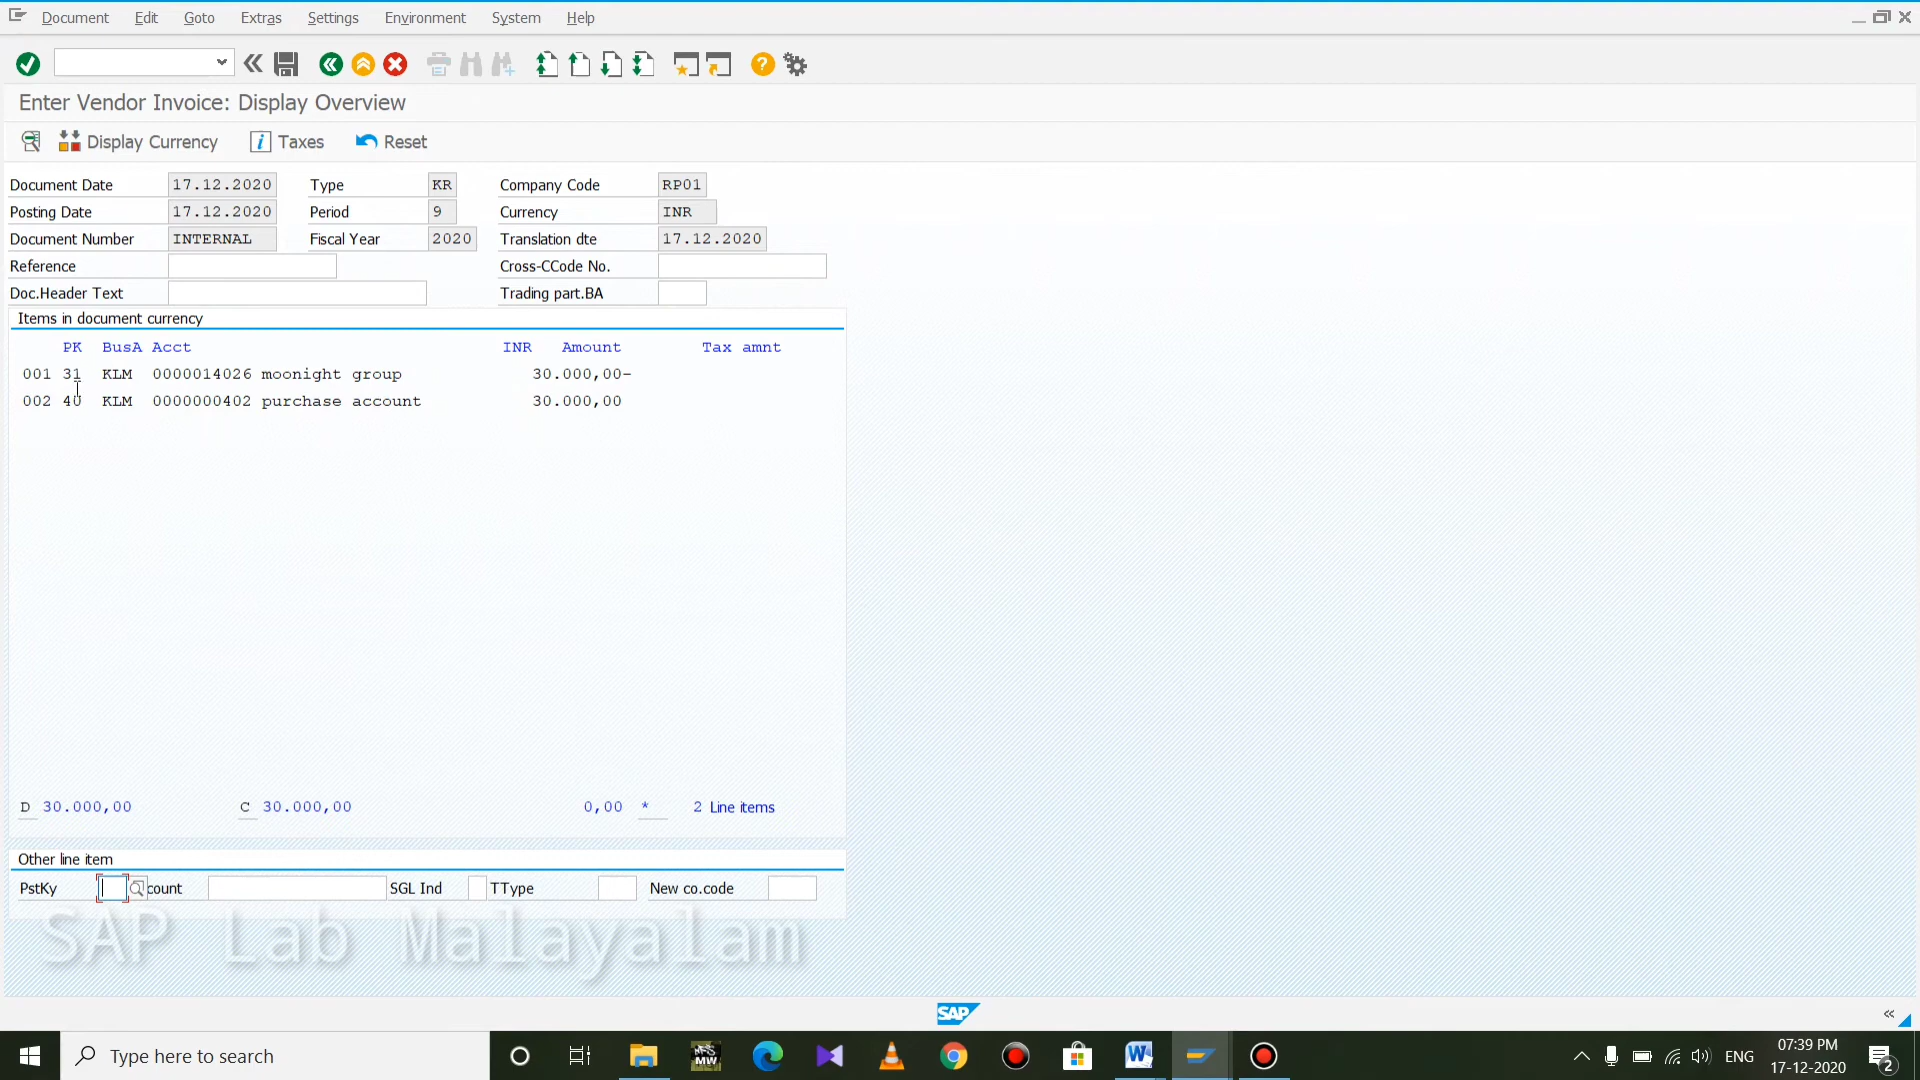 Document Edit Goto Extras Settings Environment System Help
Enter Vendor Invoice: Display Overview
Display Currency Taxes Reset
Document Date 17.12.2020 Type KR Company Code RP01
Posting Date 17.12.2020 Period 9 Currency INR
Document Number INTERNAL Fiscal Year 2020 Translation dte 17.12.2020
Reference Cross-CCode No.
Doc.Header Text Trading part.BA
Items in document currency
PK BusA Acct INR Amount Tax amnt
001 31 KLM 0000014026 moonight group 30.000,00-
002 40 KLM 0000000402 purchase account 30.000,00
D 30.000,00 C 30.000,00 0,00 * 2 Line items
Other line item
PstKy count SGL Ind TType New co.code
SAP Lab Malayalam
SAP
Type here to search MW ENG 07:39 PM
17-12-2020 2